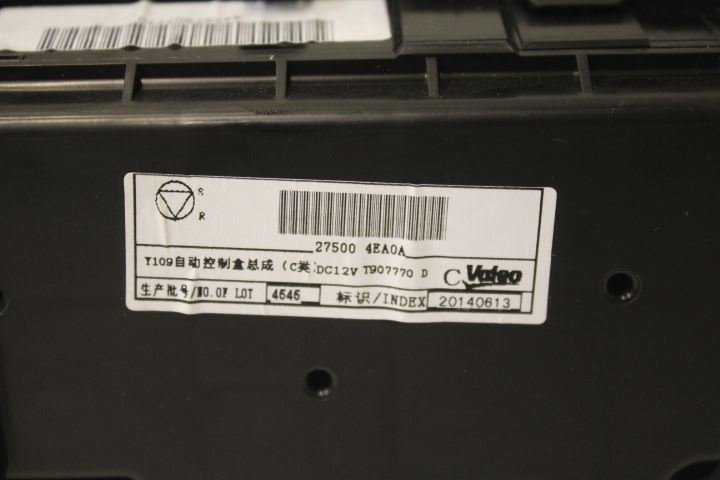 S
R
27500 4EA0A
Y109自动控制盒总成 (C类) DC12V T907770 D
C Valeo
生产批号/NO.OF LOT 4545 标识/INDEX 20140613